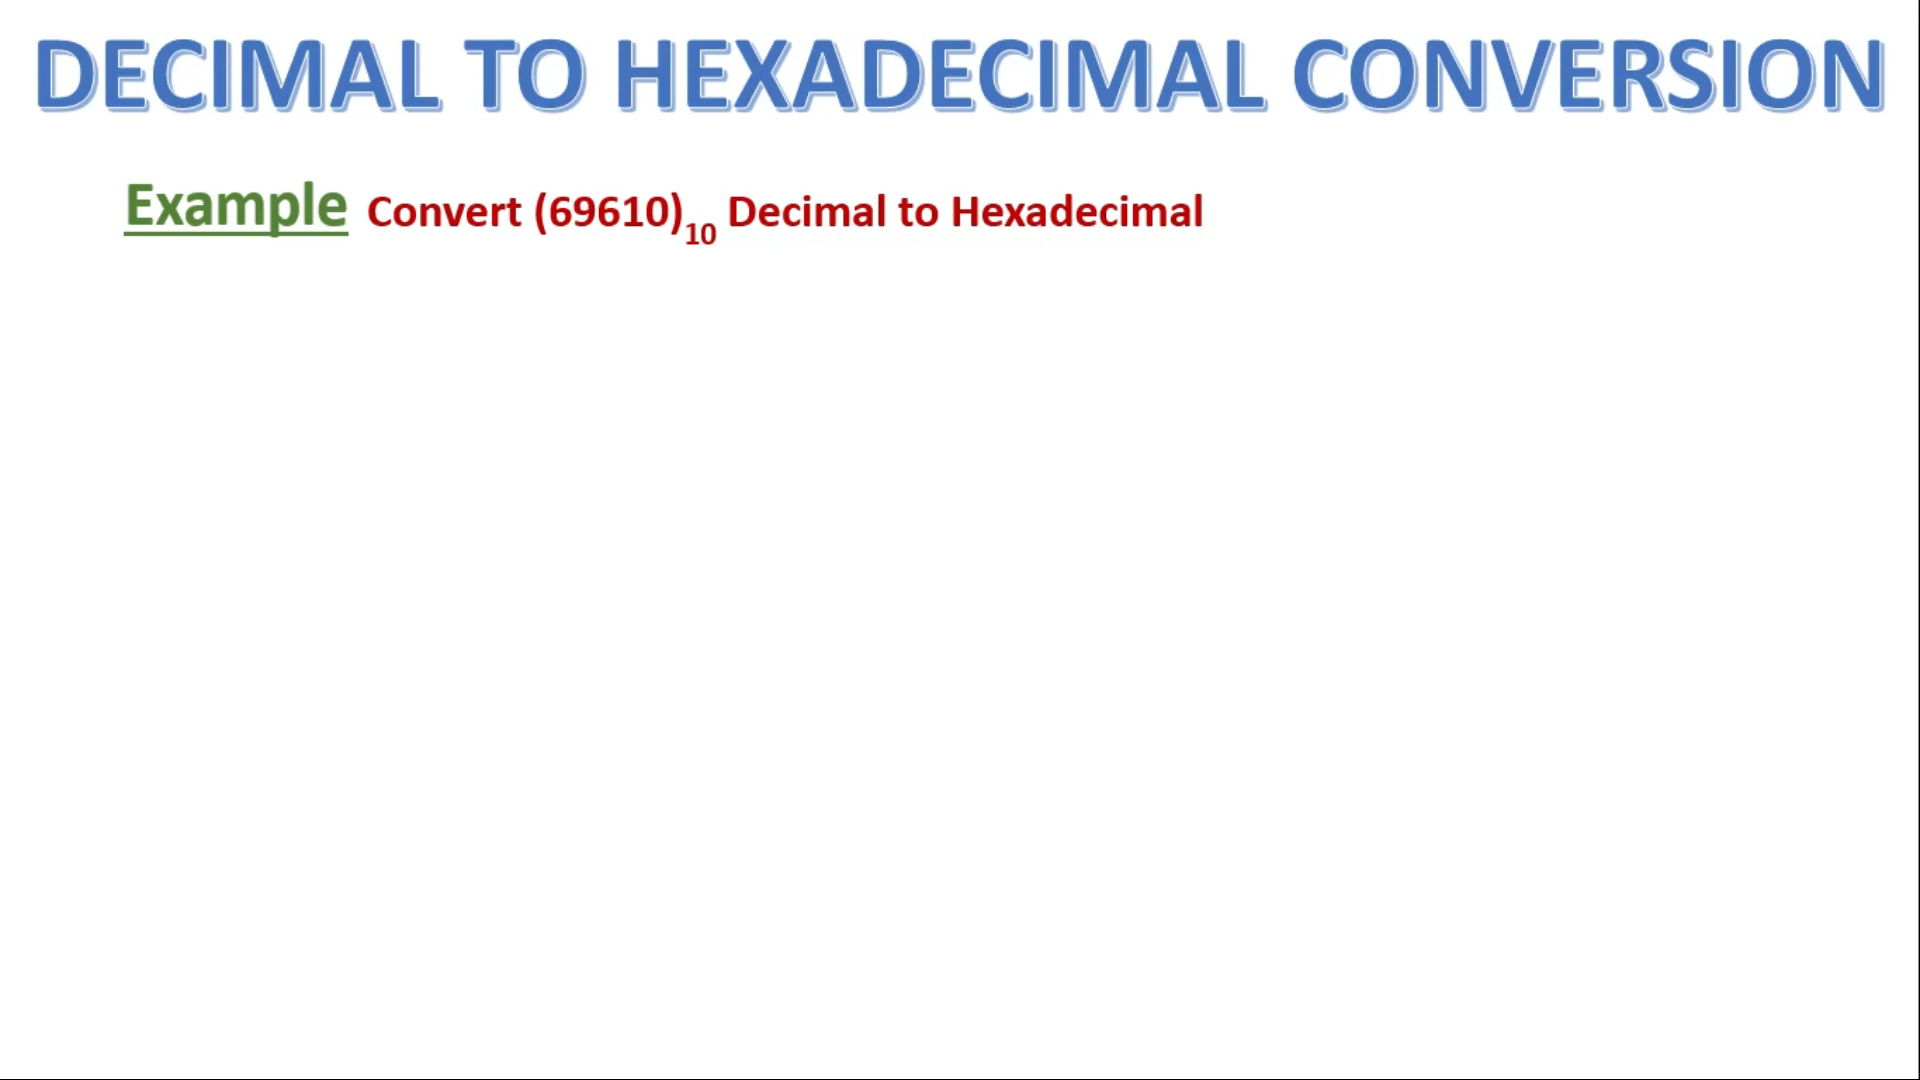 DECIMAL TO HEXADECIMAL CONVERSION
Example Convert (69610)10 Decimal to Hexadecimal